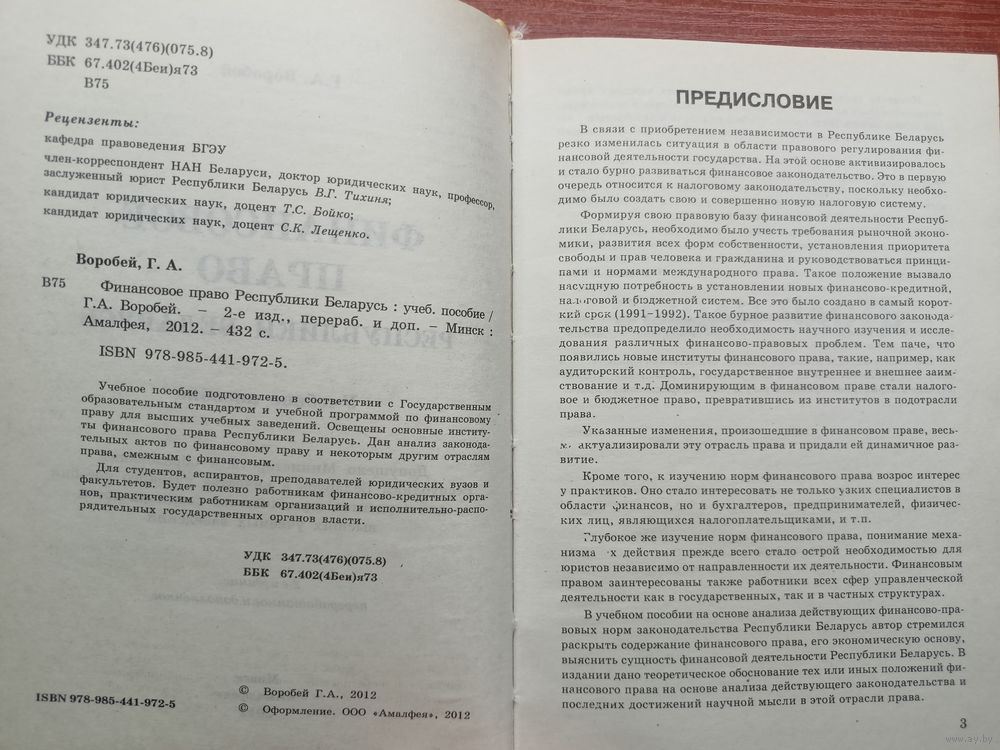 УДК 347.73(476)(075.8)
ББК 67.402(4Беи)я73
В75
Рецензенты:
кафедра правоведения БГЭУ
член-корреспондент НАН Беларуси, доктор юридических наук, профессор,
заслуженный юрист Республики Беларусь В.Г. Тихиня;
кандидат юридических наук, доцент Т.С. Бойко;
кандидат юридических наук, доцент С.К. Лещенко.
Воробей, Г. А.
В75 Финансовое право Республики Беларусь : учеб. пособие /
Г.А. Воробей. – 2-е изд., перераб. и доп. – Минск :
Амалфея, 2012. – 432 с.
ISBN 978-985-441-972-5.
Учебное пособие подготовлено в соответствии с Государственным
образовательным стандартом и учебной программой по финансовому
праву для высших учебных заведений. Освещены основные институ-
ты финансового права Республики Беларусь. Дан анализ законода-
тельных актов по финансовому праву и некоторым другим отраслям
права, смежным с финансовым.
Для студентов, аспирантов, преподавателей юридических вузов и
факультетов. Будет полезно работникам финансово-кредитных орга-
нов, практическим работникам организаций и исполнительно-распо-
рядительных государственных органов власти.
УДК 347.73(476)(075.8)
ББК 67.402(4Беи)я73
ISBN 978-985-441-972-5
© Воробей Г.А., 2012
© Оформление. ООО «Амалфея», 2012
ПРЕДИСЛОВИЕ
В связи с приобретением независимости в Республике Беларусь
резко изменилась ситуация в области правового регулирования фи-
нансовой деятельности государства. На этой основе активизировалось
и стало бурно развиваться финансовое законодательство. Это в первую
очередь относится к налоговому законодательству, поскольку необхо-
димо было создать свою и совершенно новую налоговую систему.
Формируя свою правовую базу финансовой деятельности Респуб-
лики Беларусь, необходимо было учесть требования рыночной эконо-
мики, развития всех форм собственности, установления приоритета
свободы и прав человека и гражданина и руководствоваться принци-
пами и нормами международного права. Такое положение вызвало
насущную потребность в установлении новых финансово-кредитной,
налоговой и бюджетной систем. Все это было создано в самый корот-
кий срок (1991–1992). Такое бурное развитие финансового законода-
тельства предопределило необходимость научного изучения и иссле-
дования различных финансово-правовых проблем. Тем паче, что
появились новые институты финансового права, такие, например, как
аудиторский контроль, государственное внутреннее и внешнее заим-
ствование и т.д. Доминирующим в финансовом праве стали налого-
вое и бюджетное право, превратившись из институтов в подотрасли
права.
Указанные изменения, произошедшие в финансовом праве, весь-
ма актуализировали эту отрасль права и придали ей динамичное раз-
витие.
Кроме того, к изучению норм финансового права возрос интерес
у практиков. Оно стало интересовать не только узких специалистов в
области финансов, но и бухгалтеров, предпринимателей, физичес-
ких лиц, являющихся налогоплательщиками, и т.п.
Глубокое же изучение норм финансового права, понимание меха-
низма их действия прежде всего стало острой необходимостью для
юристов независимо от направленности их деятельности. Финансовым
правом заинтересованы также работники всех сфер управленческой
деятельности как в государственных, так и в частных структурах.
В учебном пособии на основе анализа действующих финансово-пра-
вовых норм законодательства Республики Беларусь автор стремился
раскрыть содержание финансового права, его экономическую основу,
выяснить сущность финансовой деятельности Республики Беларусь. В
издании дано теоретическое обоснование тех или иных положений фи-
нансового права на основе анализа действующего законодательства и
последних достижений научной мысли в этой отрасли права.
3
www.ay.by